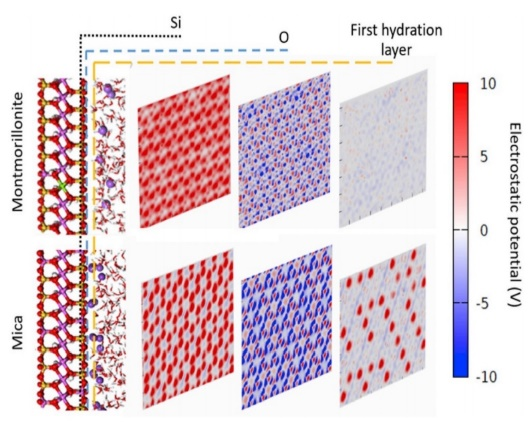 Si
O
First hydration
layer
Montmorillonite
Mica
10
5
0
-5
-10
Electrostatic potential (V)